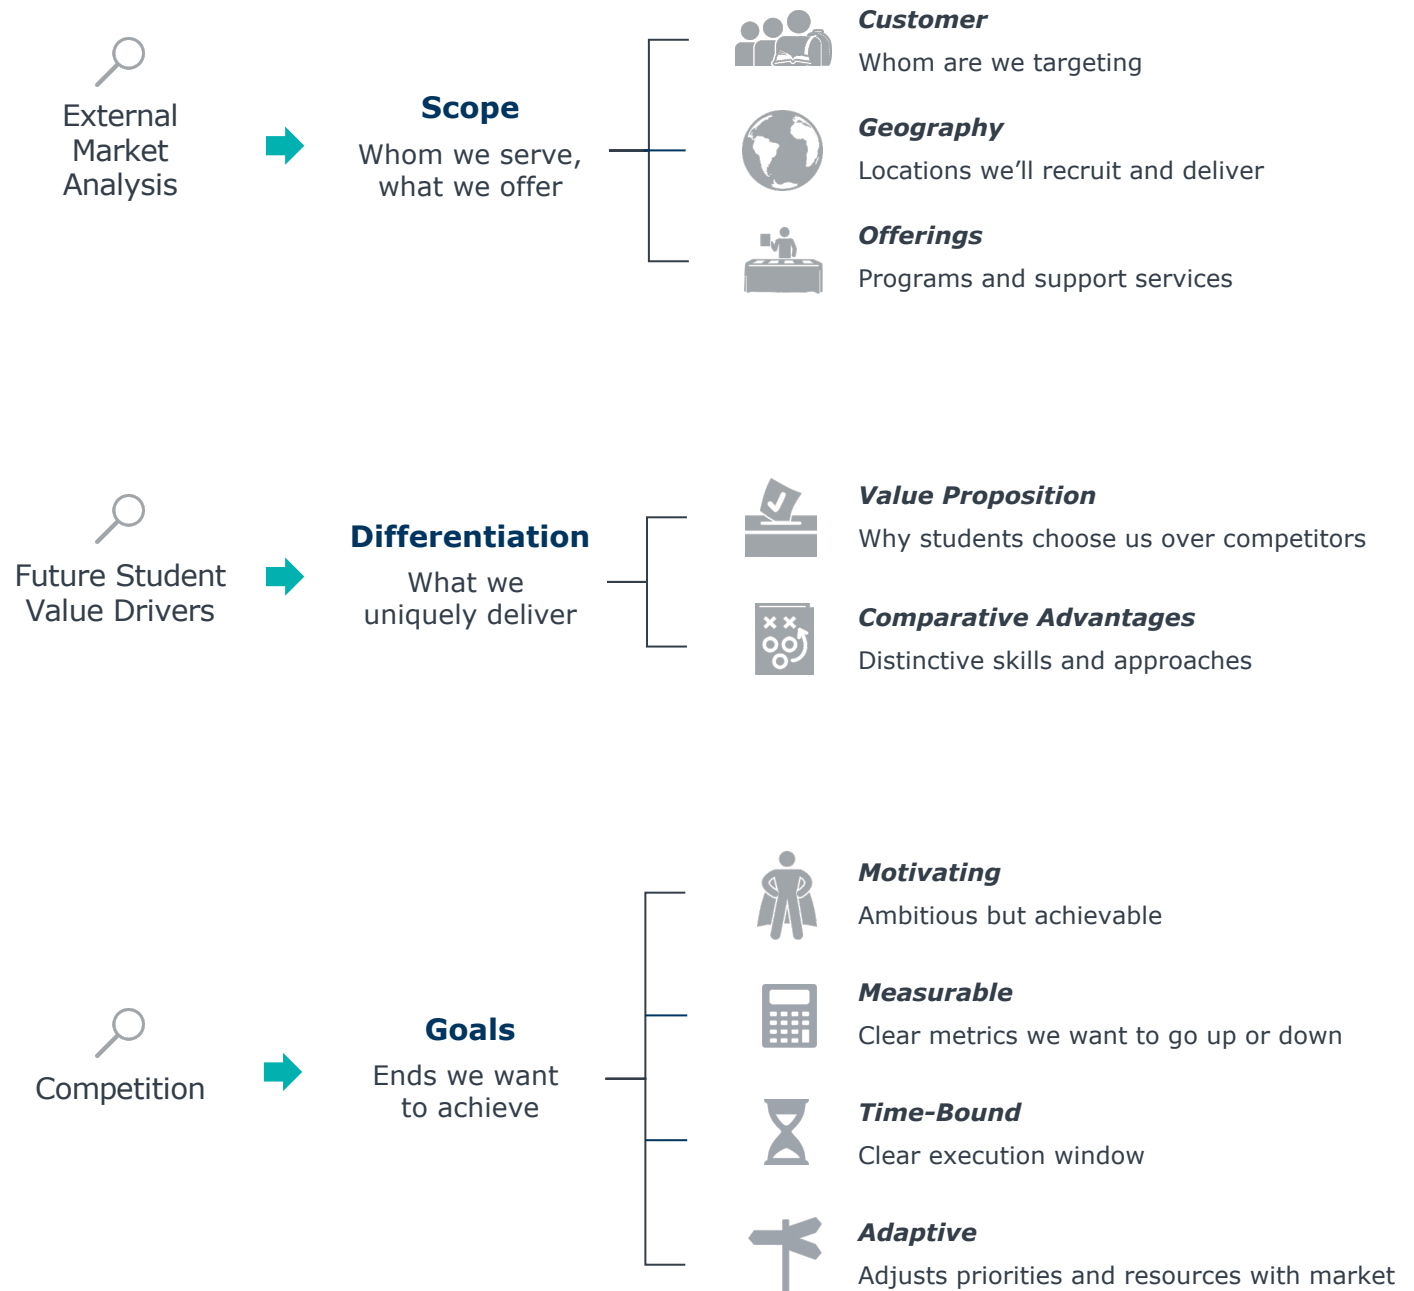 External
Market
Analysis
Scope
Whom we serve,
what we offer
Customer
Whom are we targeting
Geography
Locations we’ll recruit and deliver
Offerings
Programs and support services
Future Student
Value Drivers
Differentiation
What we
uniquely deliver
Value Proposition
Why students choose us over competitors
Comparative Advantages
Distinctive skills and approaches
Competition
Goals
Ends we want
to achieve
Motivating
Ambitious but achievable
Measurable
Clear metrics we want to go up or down
Time-Bound
Clear execution window
Adaptive
Adjusts priorities and resources with market